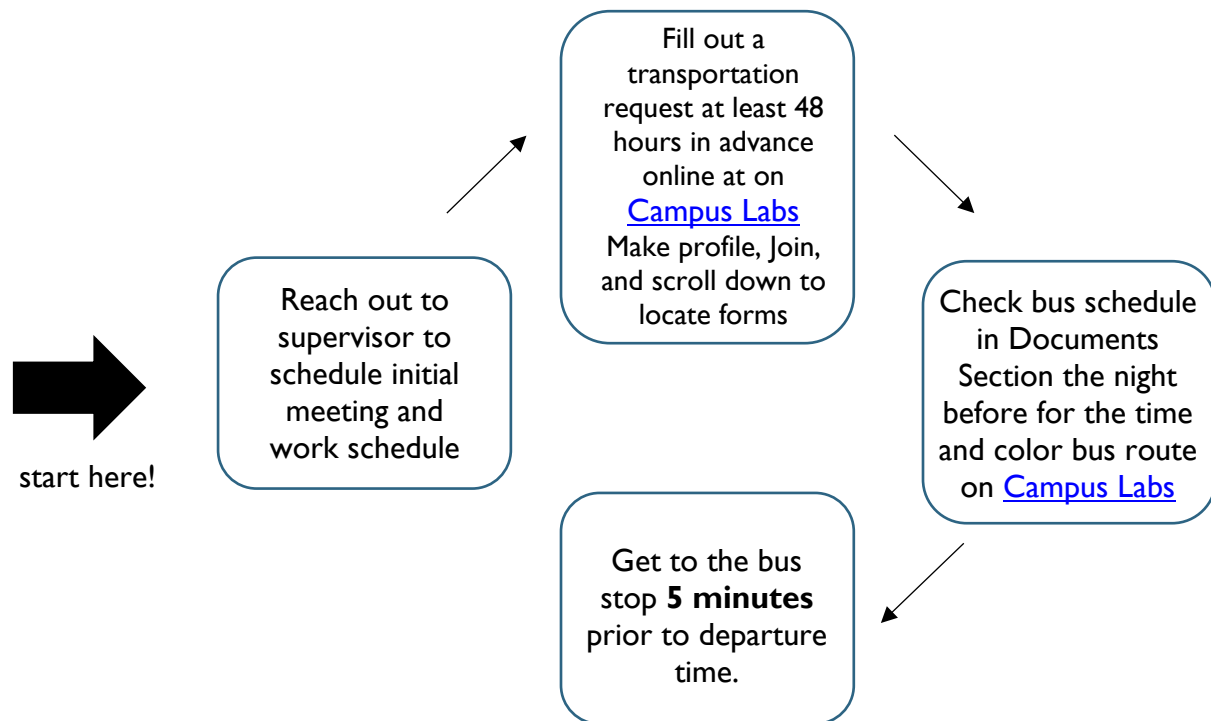 start here!
Reach out to
supervisor to
schedule initial
meeting and
work schedule
Fill out a
transportation
request at least 48
hours in advance
online at on
Campus Labs
Make profile, Join,
and scroll down to
locate forms
Check bus schedule
in Documents
Section the night
before for the time
and color bus route
on Campus Labs
Get to the bus
stop 5 minutes
prior to departure
time.